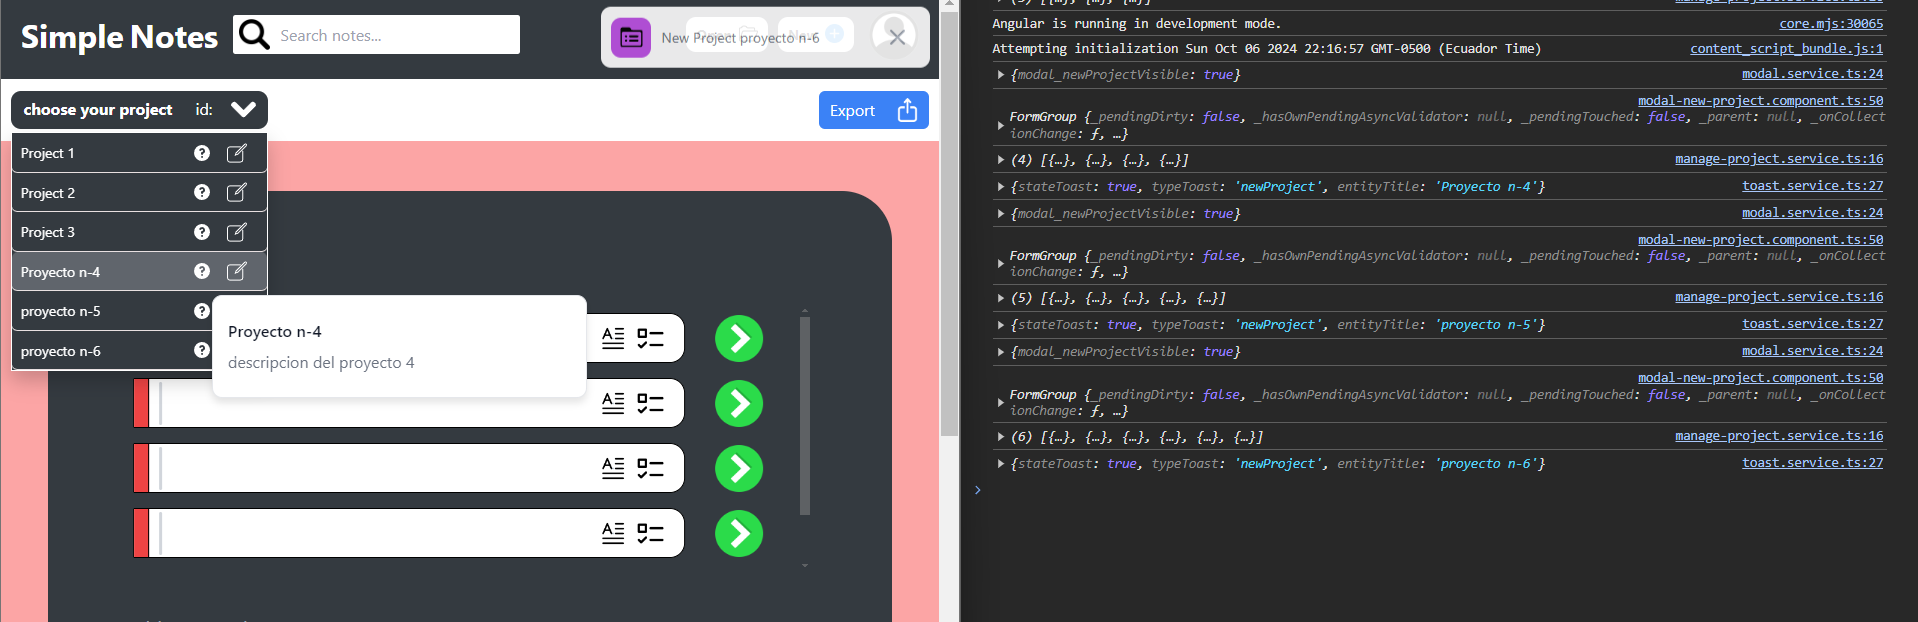 Simple Notes
Search notes...
New Project proyecto n-6
choose your project id:
Export
Project 1
Project 2
Project 3
Proyecto n-4
proyecto n-5
proyecto n-6
Proyecto n-4
descripcion del proyecto 4
Angular is running in development mode. core.mjs:30065
Attempting initialization Sun Oct 06 2024 22:16:57 GMT-0500 (Ecuador Time) content_script_bundle.js:1
▶ {modal_newProjectVisible: true} modal.service.ts:24
modal-new-project.component.ts:50
▶ FormGroup {_pendingDirty: false, _hasOwnPendingAsyncValidator: null, _pendingTouched: false, _parent: null, _onCollect
ionChange: ƒ, …}
▶ (4) [{…}, {…}, {…}, {…}] manage-project.service.ts:16
▶ {stateToast: true, typeToast: 'newProject', entityTitle: 'Proyecto n-4'} toast.service.ts:27
▶ {modal_newProjectVisible: true} modal.service.ts:24
modal-new-project.component.ts:50
▶ FormGroup {_pendingDirty: false, _hasOwnPendingAsyncValidator: null, _pendingTouched: false, _parent: null, _onCollect
ionChange: ƒ, …}
▶ (5) [{…}, {…}, {…}, {…}, {…}] manage-project.service.ts:16
▶ {stateToast: true, typeToast: 'newProject', entityTitle: 'proyecto n-5'} toast.service.ts:27
▶ {modal_newProjectVisible: true} modal.service.ts:24
modal-new-project.component.ts:50
▶ FormGroup {_pendingDirty: false, _hasOwnPendingAsyncValidator: null, _pendingTouched: false, _parent: null, _onCollect
ionChange: ƒ, …}
▶ (6) [{…}, {…}, {…}, {…}, {…}, {…}] manage-project.service.ts:16
▶ {stateToast: true, typeToast: 'newProject', entityTitle: 'proyecto n-6'} toast.service.ts:27